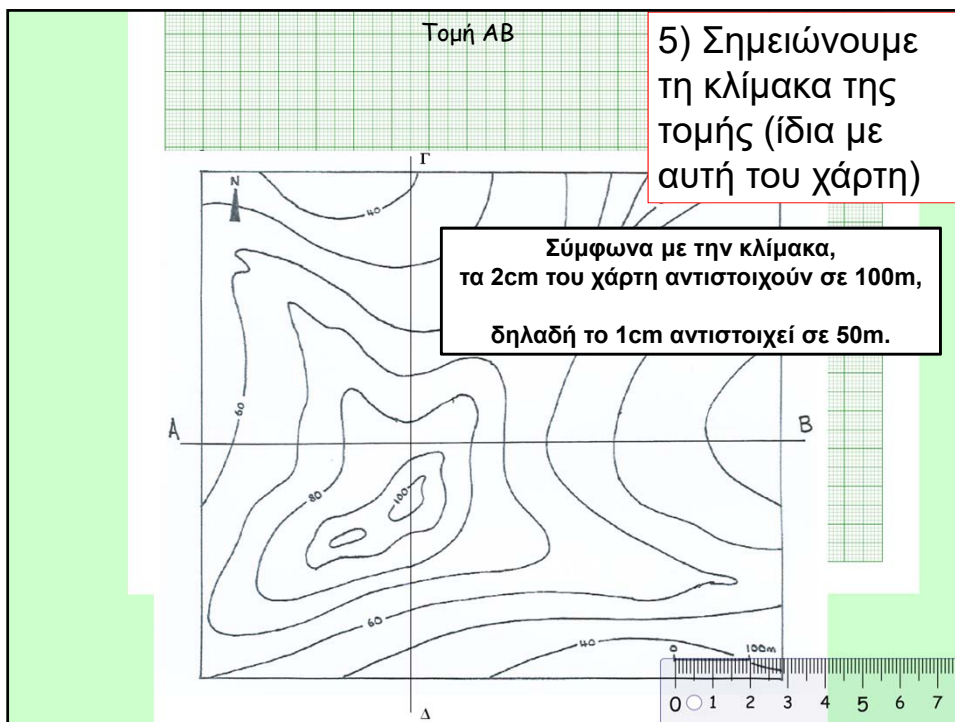 Τομή ΑΒ
5) Σημειώνουμε
τη κλίμακα της
τομής (ίδια με
αυτή του χάρτη)
Γ
N
40
Σύμφωνα με την κλίμακα,
τα 2cm του χάρτη αντιστοιχούν σε 100m,
δηλαδή το 1cm αντιστοιχεί σε 50m.
60
A
B
80
100
60
40
0 100m
0 1 2 3 4 5 6 7
Δ